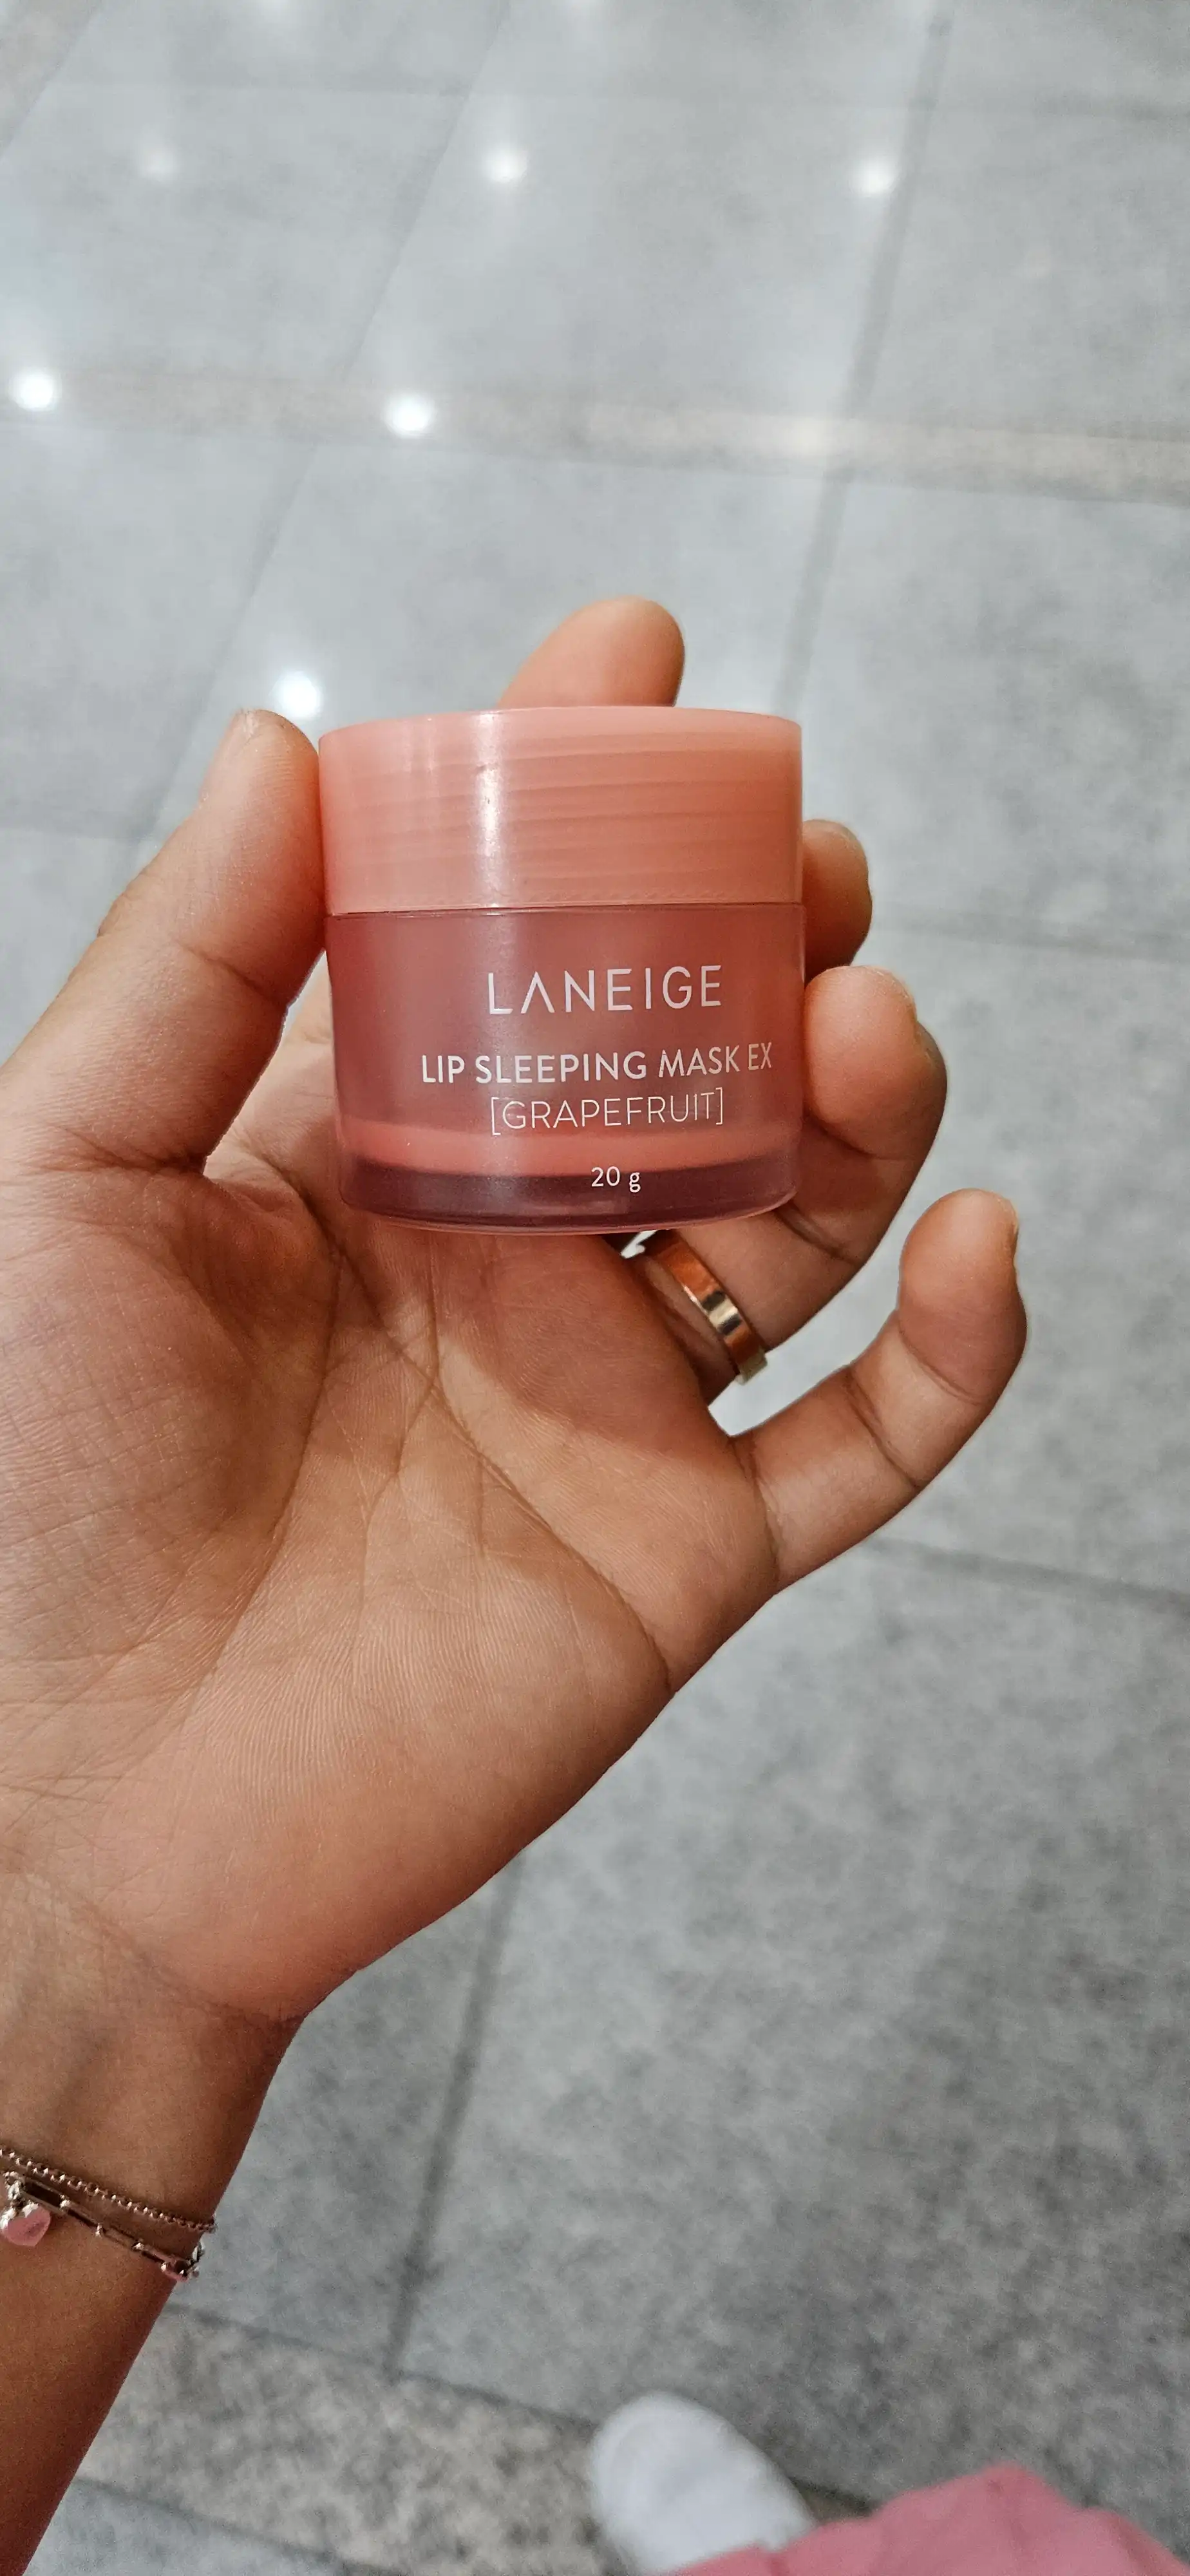 LANEIGE
LIP SLEEPING MASK EX
[GRAPEFRUIT]
20 g